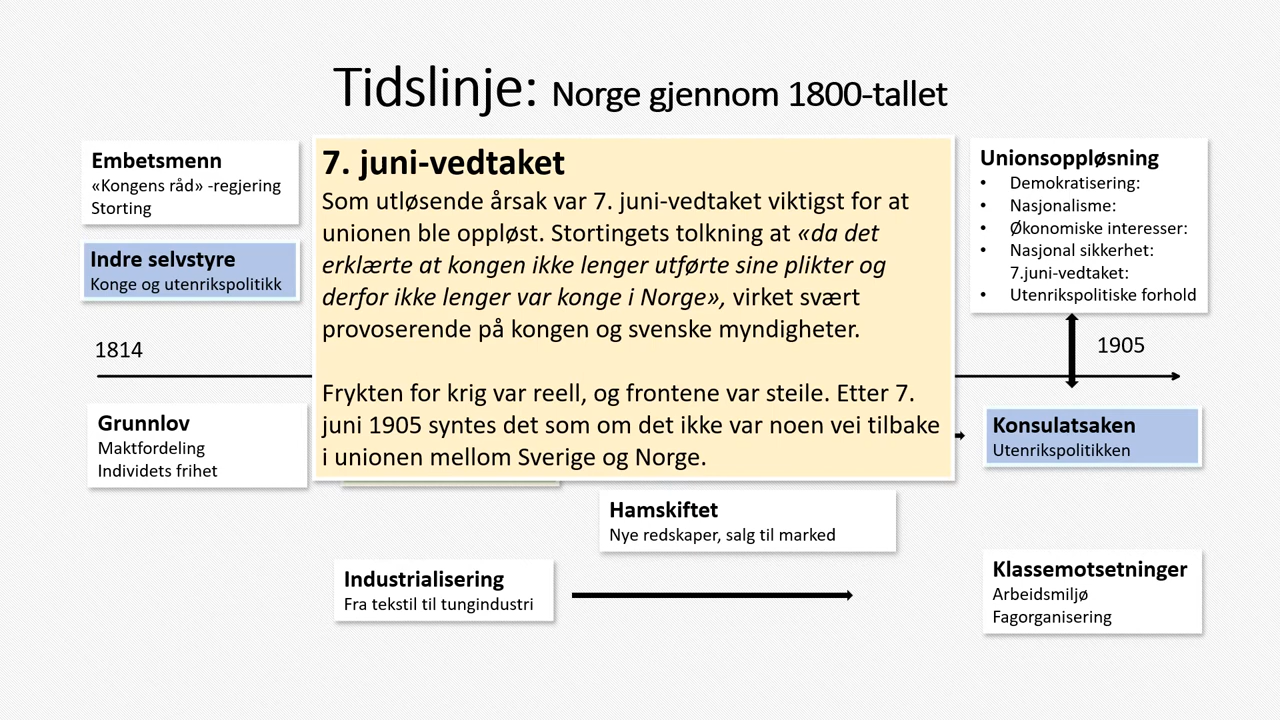 Tidslinje: Norge gjennom 1800-tallet
Embetsmenn
«Kongens råd» -regjering
Storting
Indre selvstyre
Konge og utenrikspolitikk
1814
Grunnlov
Maktfordeling
Individets frihet
7. juni-vedtaket
Som utløsende årsak var 7. juni-vedtaket viktigst for at
unionen ble oppløst. Stortingets tolkning at «da det
erklærte at kongen ikke lenger utførte sine plikter og
derfor ikke lenger var konge i Norge», virket svært
provoserende på kongen og svenske myndigheter.
Frykten for krig var reell, og frontene var steile. Etter 7.
juni 1905 syntes det som om det ikke var noen vei tilbake
i unionen mellom Sverige og Norge.
Unionsoppløsning
• Demokratisering:
• Nasjonalisme:
• Økonomiske interesser:
• Nasjonal sikkerhet:
7.juni-vedtaket:
• Utenrikspolitiske forhold
1905
Konsulatsaken
Utenrikspolitikken
Hamskiftet
Nye redskaper, salg til marked
Industrialisering
Fra tekstil til tungindustri
Klassemotsetninger
Arbeidsmiljø
Fagorganisering